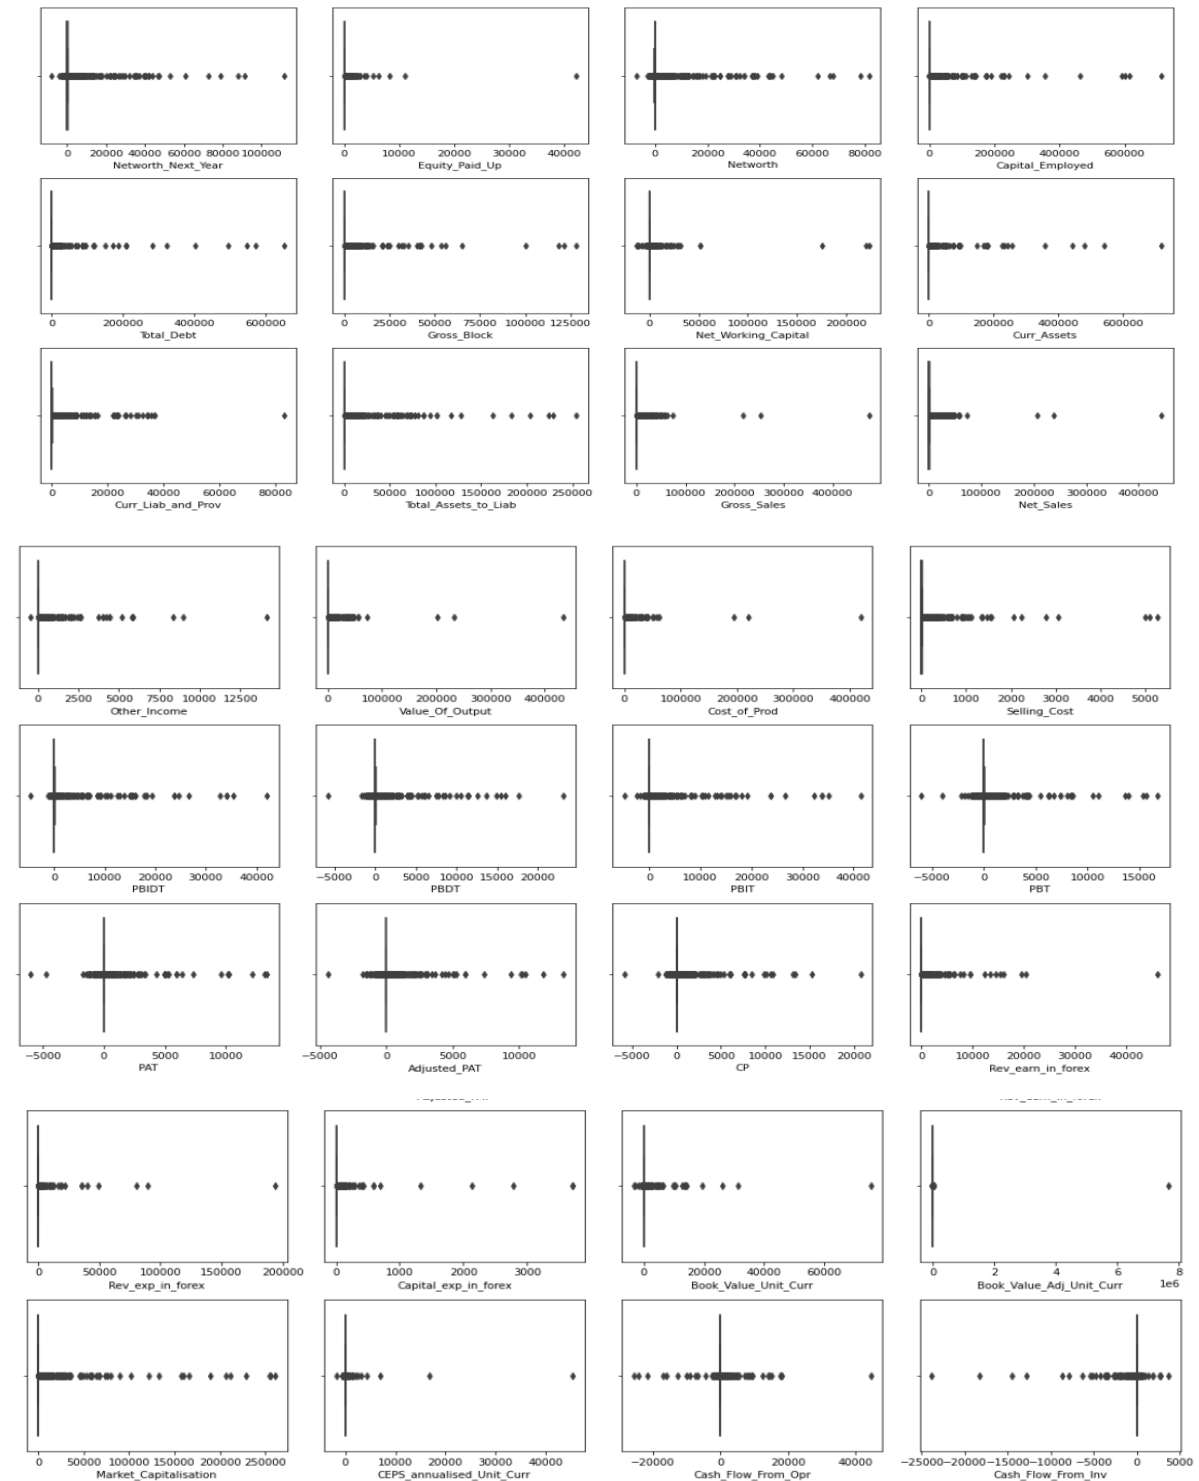 0 20000 40000 60000 80000 100000
Networth_Next_Year
0 10000 20000 30000 40000
Equity_Paid_Up
0 20000 40000 60000 80000
Networth
0 200000 400000 600000
Capital_Employed
0 200000 400000 600000
Total_Debt
0 25000 50000 75000 100000 125000
Gross_Block
0 50000 100000 150000 200000
Net_Working_Capital
0 200000 400000 600000
Curr_Assets
0 20000 40000 60000 80000
Curr_Liab_and_Prov
0 50000 100000 150000 200000 250000
Total_Assets_to_Liab
0 100000 200000 300000 400000
Gross_Sales
0 100000 200000 300000 400000
Net_Sales
0 2500 5000 7500 10000 12500
Other_Income
0 100000 200000 300000 400000
Value_Of_Output
0 100000 200000 300000 400000
Cost_of_Prod
0 1000 2000 3000 4000 5000
Selling_Cost
0 10000 20000 30000 40000
PBIDT
−5000 0 5000 10000 15000 20000
PBDT
0 10000 20000 30000 40000
PBIT
−5000 0 5000 10000 15000
PBT
−5000 0 5000 10000
PAT
−5000 0 5000 10000
Adjusted_PAT
−5000 0 5000 10000 15000 20000
CP
0 10000 20000 30000 40000
Rev_earn_in_forex
0 50000 100000 150000 200000
Rev_exp_in_forex
0 1000 2000 3000
Capital_exp_in_forex
0 20000 40000 60000
Book_Value_Unit_Curr
0 2 4 6 8
1e6
Book_Value_Adj_Unit_Curr
0 50000 100000 150000 200000 250000
Market_Capitalisation
0 10000 20000 30000 40000
CEPS_annualised_Unit_Curr
−20000 0 20000 40000
Cash_Flow_From_Opr
−25000 −20000 −15000 −10000 −5000 0 5000
Cash_Flow_From_Inv